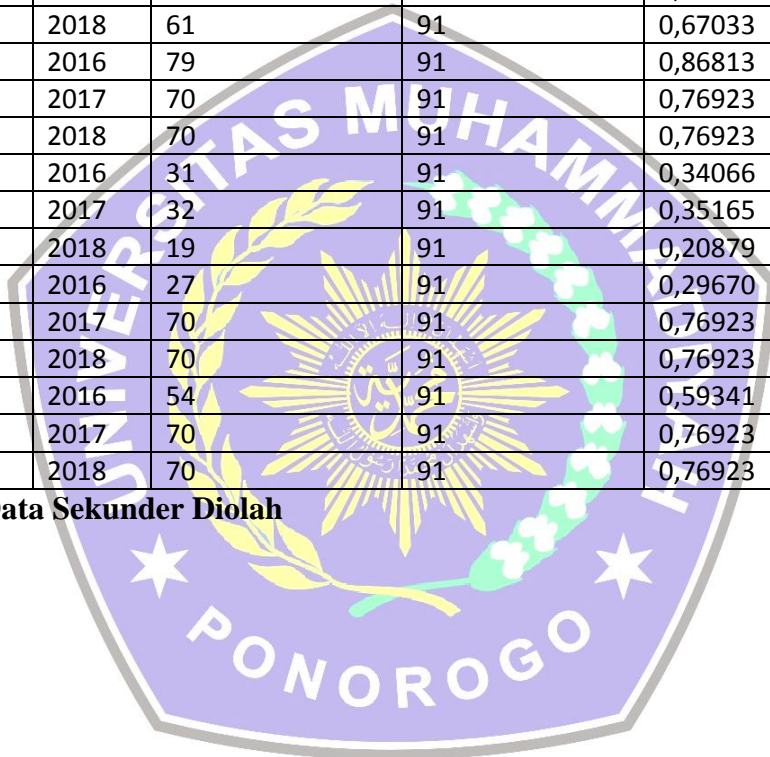 2018 61 91 0,67033
2016 79 91 0,86813
2017 70 91 0,76923
2018 70 91 0,76923
2016 31 91 0,34066
2017 32 91 0,35165
2018 19 91 0,20879
2016 27 91 0,29670
2017 70 91 0,76923
2018 70 91 0,76923
2016 54 91 0,59341
2017 70 91 0,76923
2018 70 91 0,76923
ata Sekunder Diolah
UNIVERSITAS MUHAMMADIYAH
PONOROGO